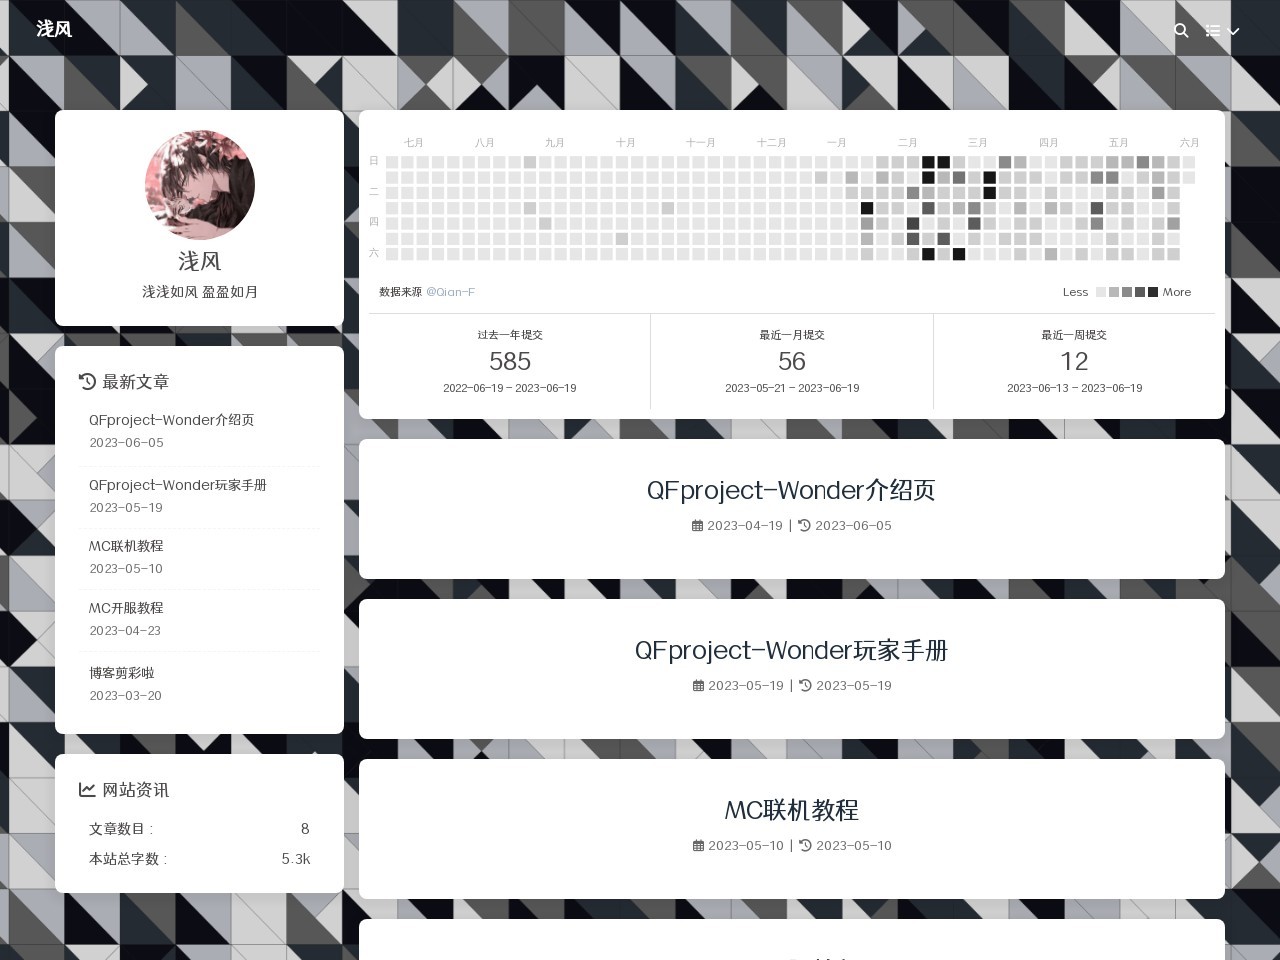 浅风
浅风
浅浅如风 盈盈如月
最新文章
QFproject-Wonder介绍页
2023-06-05
QFproject-Wonder玩家手册
2023-05-19
MC联机教程
2023-05-10
MC开服教程
2023-04-23
博客剪彩啦
2023-03-20
网站资讯
文章数目 : 8
本站总字数 : 5.3k
七月 八月 九月 十月 十一月 十二月 一月 二月 三月 四月 五月 六月
日
二
四
六
数据来源 @Qian-F Less More
过去一年提交 最近一月提交 最近一周提交
585 56 12
2022-06-19 - 2023-06-19 2023-05-21 - 2023-06-19 2023-06-13 - 2023-06-19
QFproject-Wonder介绍页
2023-04-19 | 2023-06-05
QFproject-Wonder玩家手册
2023-05-19 | 2023-05-19
MC联机教程
2023-05-10 | 2023-05-10